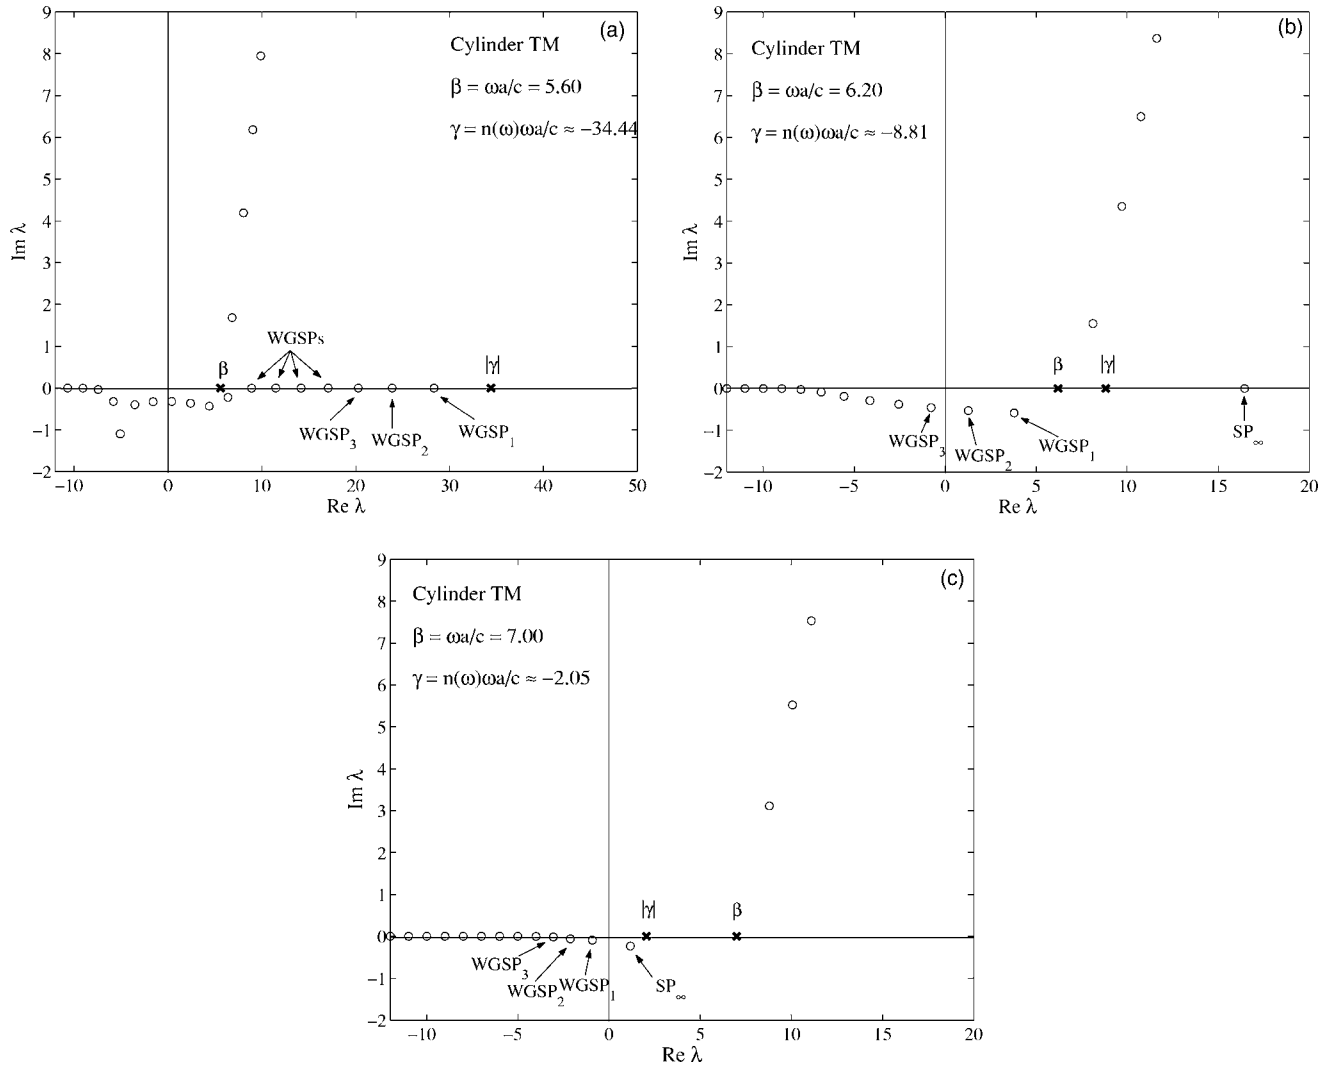 (a)
Cylinder TM
β = ωa/c = 5.60
γ = n(ω)ωa/c ≈ −34.44
9
8
7
6
5
4
3
2
1
0
−1
−2
Im λ
WGSPs
β
|γ|
WGSP3
WGSP2
WGSP1
−10 0 10 20 30 40 50
Re λ
(b)
Cylinder TM
β = ωa/c = 6.20
γ = n(ω)ωa/c ≈ −8.81
9
8
7
6
5
4
3
2
1
0
−1
−2
Im λ
β
|γ|
WGSP3
WGSP2
WGSP1
SP∞
−10 −5 0 5 10 15 20
Re λ
(c)
Cylinder TM
β = ωa/c = 7.00
γ = n(ω)ωa/c ≈ −2.05
9
8
7
6
5
4
3
2
1
0
−1
−2
Im λ
|γ|
β
WGSP3
WGSP2
WGSP1
SP∞
−10 −5 0 5 10 15 20
Re λ